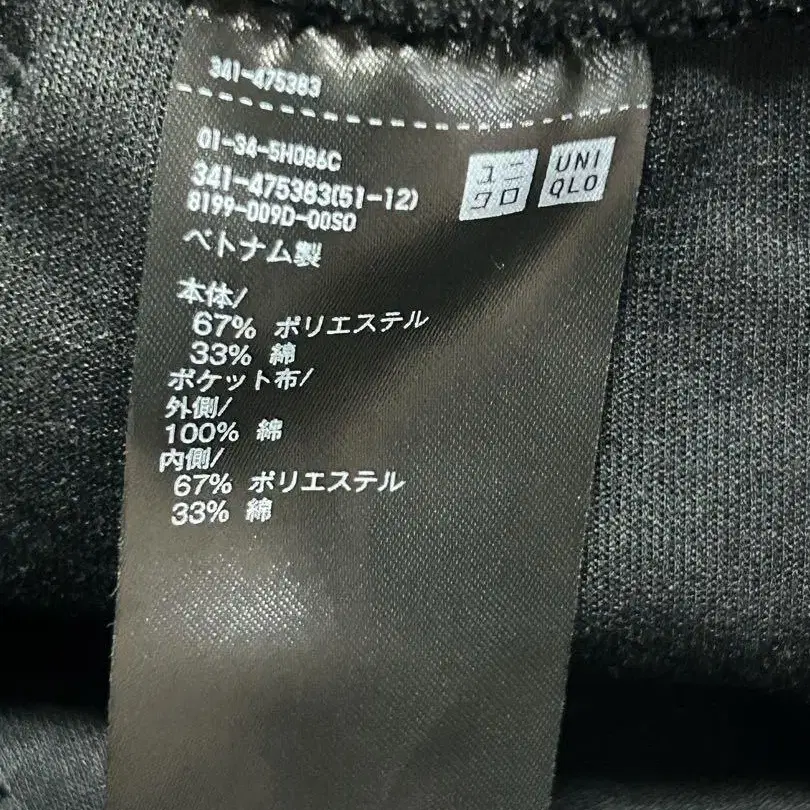 341-475383
01-34-5H086C
341-475383(51-12)
8199-009D-00SO
ユニ
クロ
UNI
QLO
ベトナム製
本体/
67% ポリエステル
33% 綿
ポケット布/
外側/
100% 綿
内側/
67% ポリエステル
33% 綿